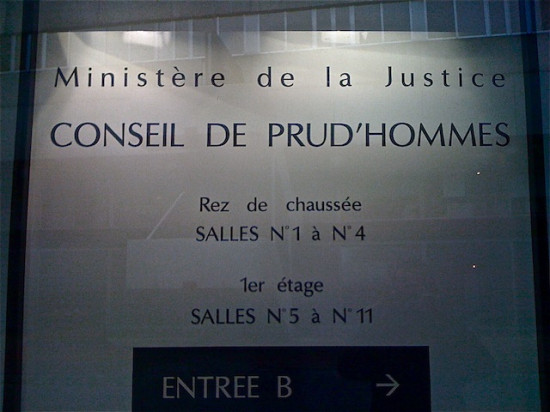 Ministère de la Justice
CONSEIL DE PRUD'HOMMES
Rez de chaussée
SALLES N°1 à N°4
1er étage
SALLES N°5 à N°11
ENTREE B →